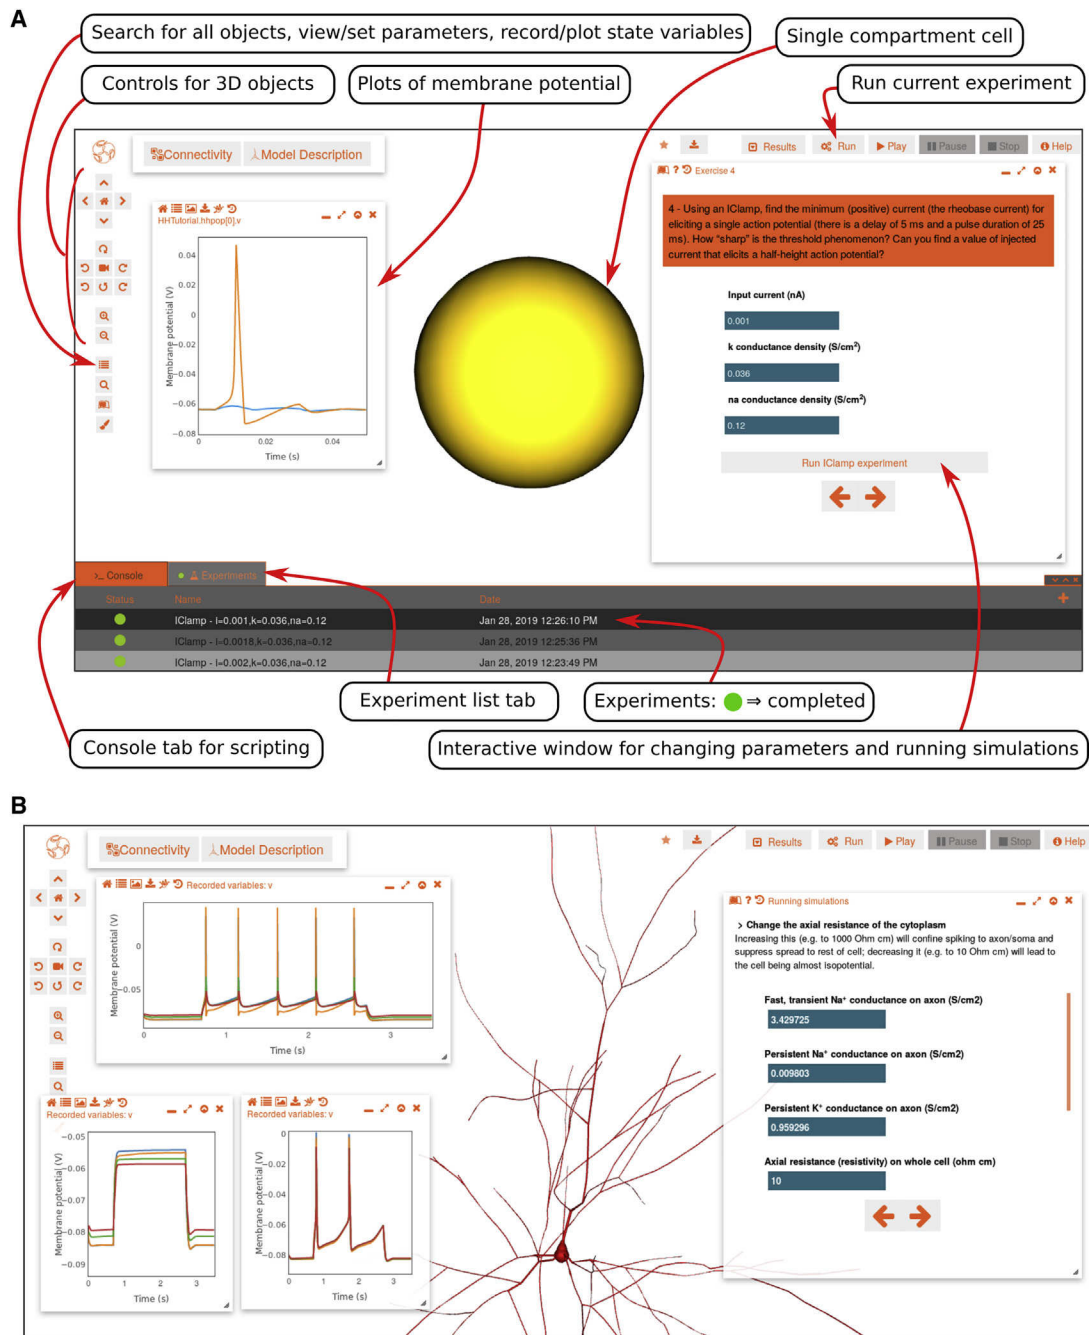 A
Search for all objects, view/set parameters, record/plot state variables
Single compartment cell
Controls for 3D objects
Plots of membrane potential
Run current experiment
Connectivity
Model Description
Results
Run
Play
Pause
Stop
Help
HHTutorial.hhpop[0].v
Membrane potential (V)
0.04
0.02
0
−0.02
−0.04
−0.06
−0.08
0
0.02
0.04
Time (s)
Exercise 4
4 - Using an IClamp, find the minimum (positive) current (the rheobase current) for
eliciting a single action potential (there is a delay of 5 ms and a pulse duration of 25
ms). How "sharp" is the threshold phenomenon? Can you find a value of injected
current that elicits a half-height action potential?
Input current (nA)
0.001
k conductance density (S/cm²)
0.036
na conductance density (S/cm²)
0.12
Run IClamp experiment
>_ Console
Experiments
Status
Name
Date
IClamp - I=0.001,k=0.036,na=0.12
Jan 28, 2019 12:26:10 PM
IClamp - I=0.0018,k=0.036,na=0.12
Jan 28, 2019 12:25:36 PM
IClamp - I=0.002,k=0.036,na=0.12
Jan 28, 2019 12:23:49 PM
Experiment list tab
Experiments: ⇒ completed
Console tab for scripting
Interactive window for changing parameters and running simulations
B
Connectivity
Model Description
Results
Run
Play
Pause
Stop
Help
Recorded variables: v
Membrane potential (V)
0
−0.05
0
1
2
3
Time (s)
Running simulations
> Change the axial resistance of the cytoplasm
Increasing this (e.g. to 1000 Ohm cm) will confine spiking to axon/soma and
suppress spread to rest of cell; decreasing it (e.g. to 10 Ohm cm) will lead to
the cell being almost isopotential.
Fast, transient Na⁺ conductance on axon (S/cm2)
3.429725
Persistent Na⁺ conductance on axon (S/cm2)
0.009803
Persistent K⁺ conductance on axon (S/cm2)
0.959296
Axial resistance (resistivity) on whole cell (ohm cm)
10
Recorded variables: v
Membrane potential (V)
−0.05
−0.06
−0.07
−0.08
−0.09
0
1
2
3
Time (s)
Recorded variables: v
Membrane potential (V)
0
−0.02
−0.04
−0.06
−0.08
0
1
2
3
Time (s)